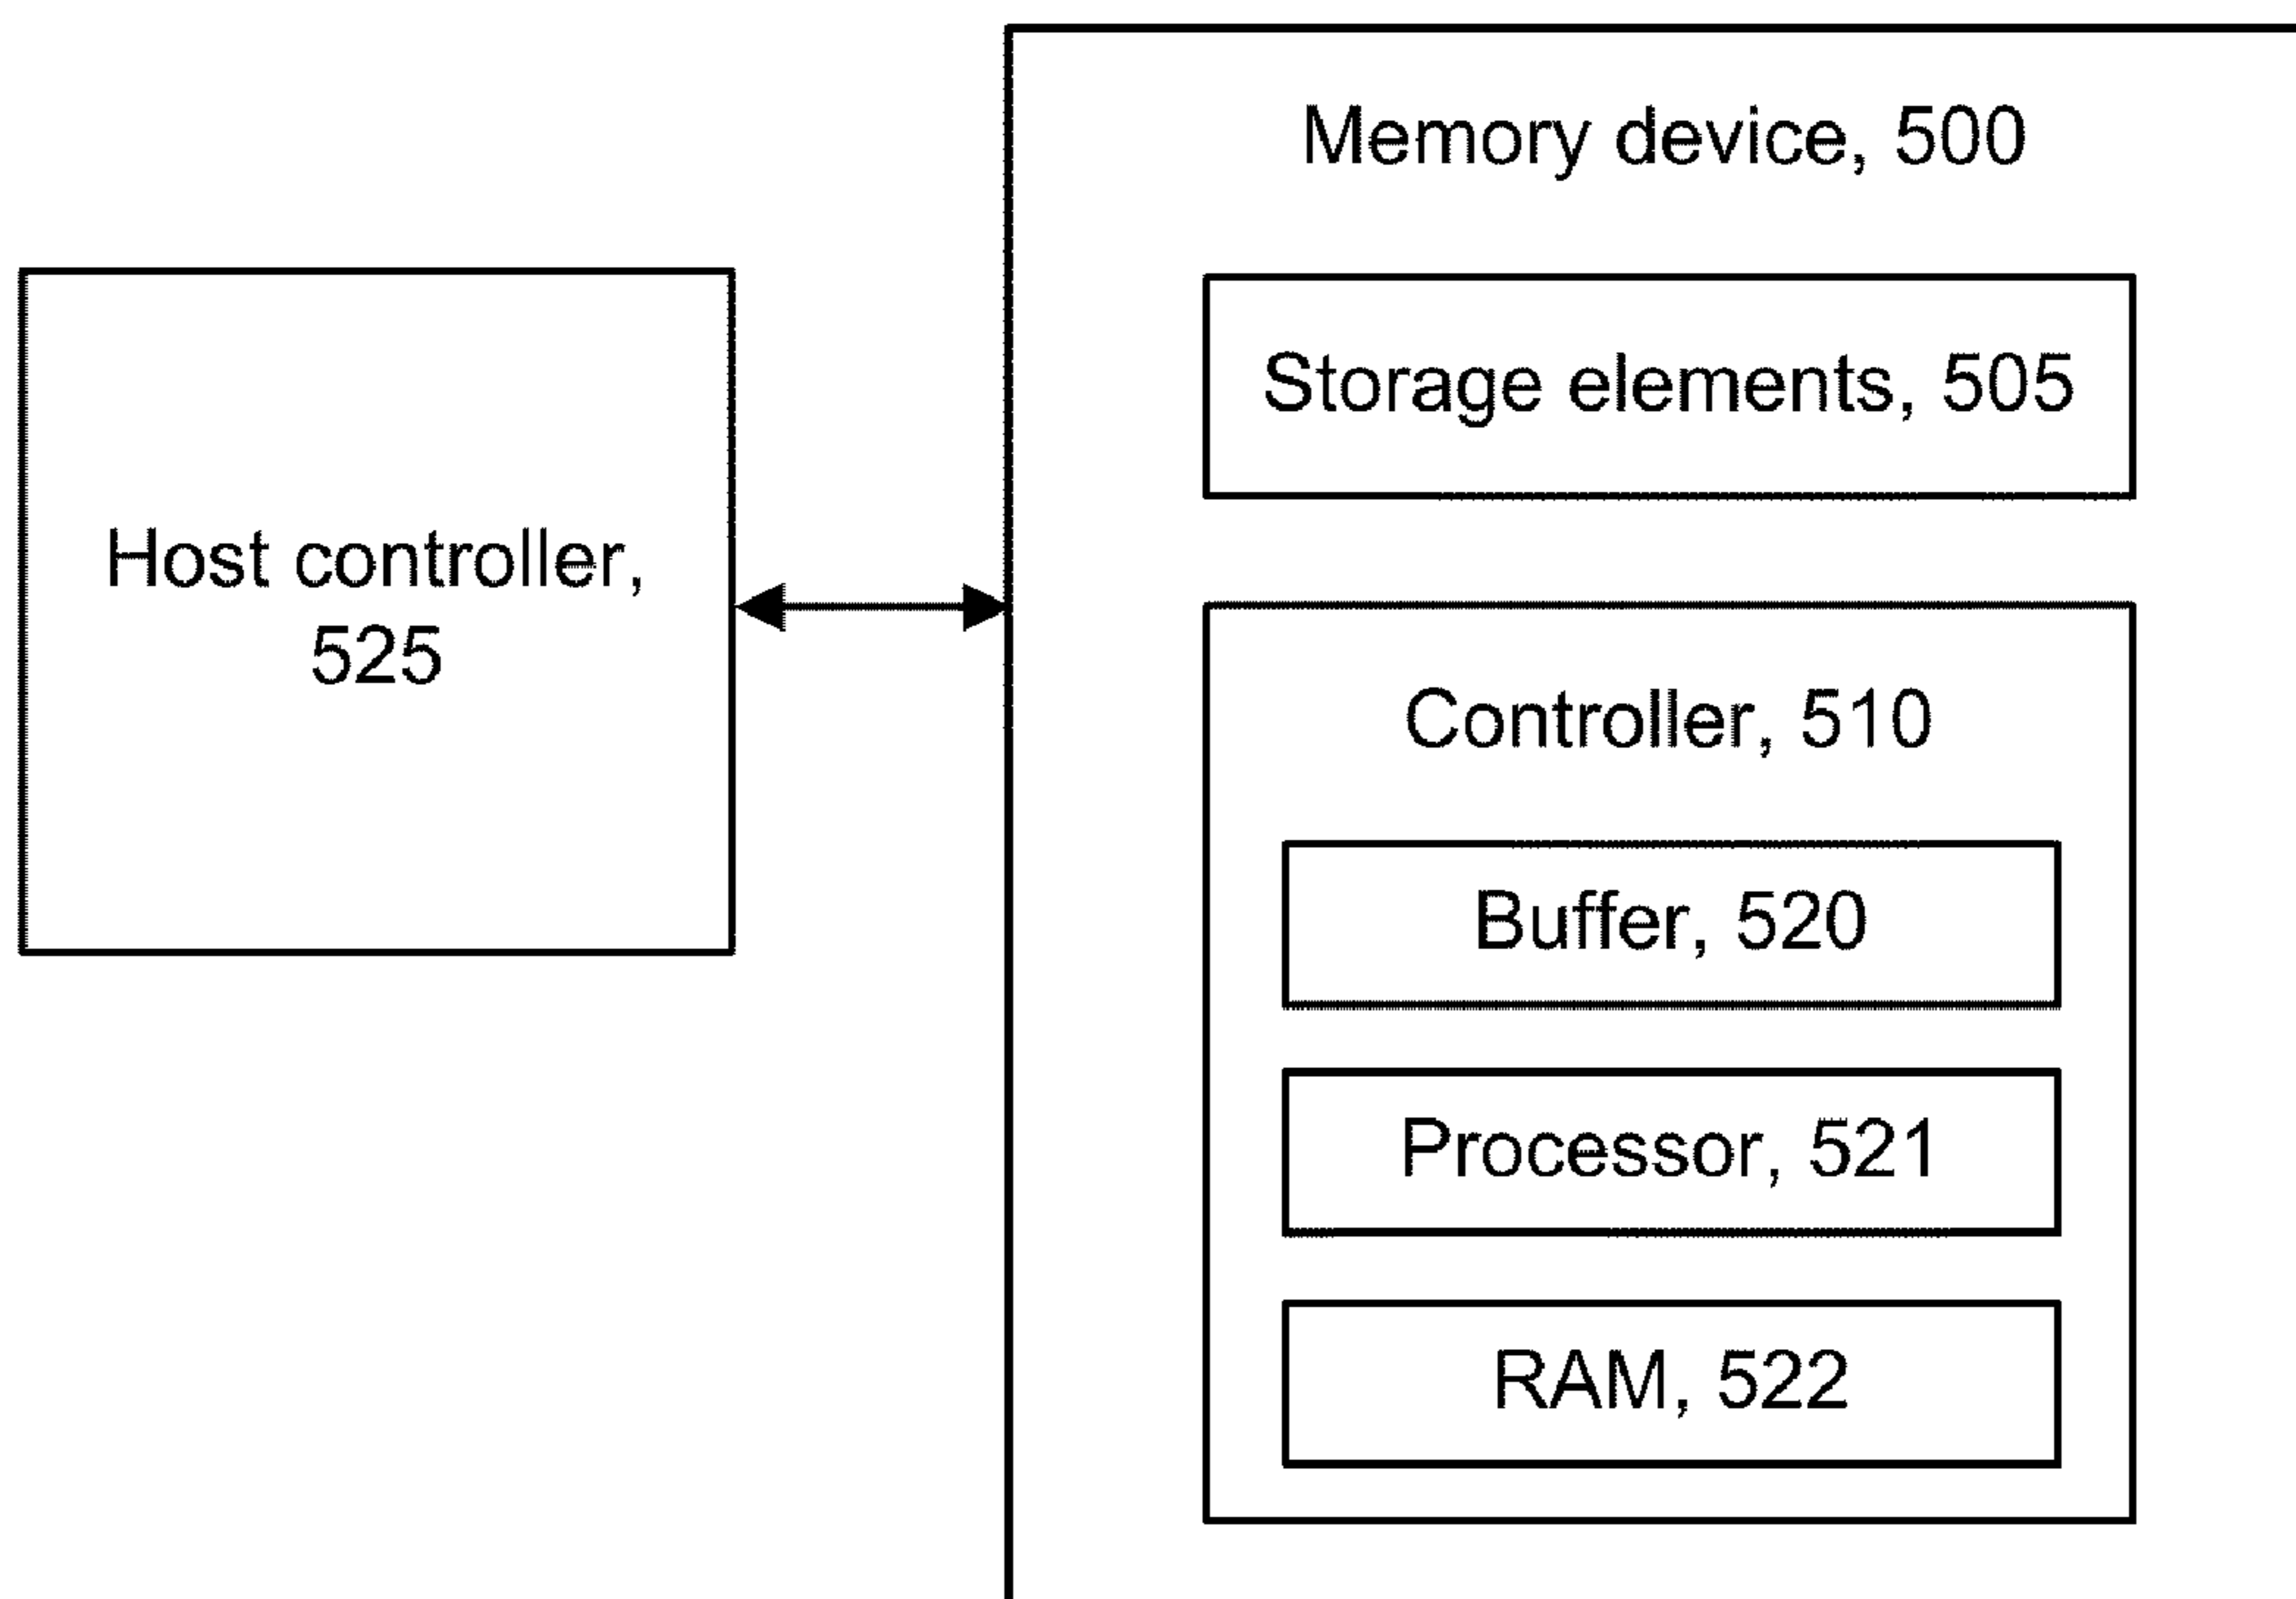 Memory device, 500
Storage elements, 505
Host controller,
525
Controller, 510
Buffer, 520
Processor, 521
RAM, 522